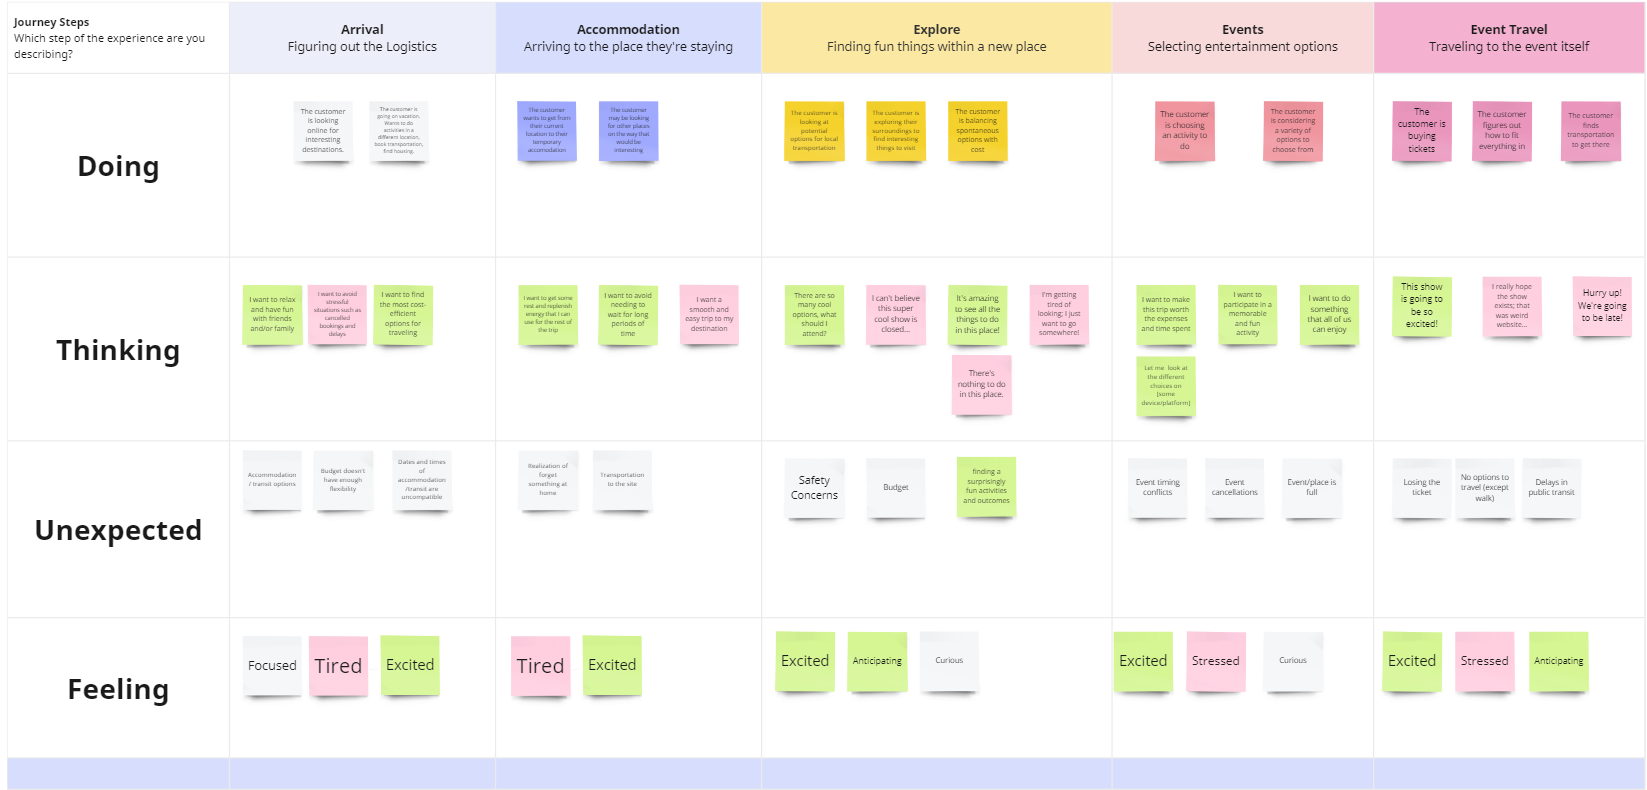 Journey Steps
Which step of the experience are you
describing?
Arrival
Figuring out the Logistics
Accommodation
Arriving to the place they're staying
Explore
Finding fun things within a new place
Events
Selecting entertainment options
Event Travel
Traveling to the event itself
Doing
The customer
is looking
online for
interesting
destinations.
The customer is
going on vacation.
Wants to do
activities in a
different location,
book transportation,
find housing.
The customer
wants to get from
their current
location to their
temporary
accomodation
The customer
may be looking
for other places
on the way that
would be
interesting
The customer is
looking at
potential
options for local
transportation
The customer is
exploring their
surroundings to
find interesting
things to visit
The customer
is balancing
spontaneous
options with
cost
The customer
is choosing
an activity to
do
The customer
is considering
a variety of
options to
choose from
The
customer is
buying
tickets
The customer
figures out
how to fit
everything in
The customer
finds
transportation
to get there
Thinking
I want to relax
and have fun
with friends
and/or family
I want to avoid
stressful
situations such as
cancelled
bookings and
delays
I want to find
the most cost-
efficient
options for
traveling
I want to get some
rest and replenish
energy that I can
use for the rest of
the trip
I want to avoid
needing to
wait for long
periods of
time
I want a
smooth and
easy trip to my
destination
There are so
many cool
options, what
should I
attend?
I can't believe
this super
cool show is
closed...
It's amazing
to see all the
things to do
in this place!
I'm getting
tired of
looking; I just
want to go
somewhere!
There's
nothing to do
in this place.
I want to make
this trip worth
the expenses
and time spent
I want to
participate in a
memorable
and fun
activity
I want to do
something
that all of us
can enjoy
Let me look at
the different
choices on
[some
device/platform]
This show
is going to
be so
excited!
I really hope
the show
exists; that
was weird
website...
Hurry up!
We're going
to be late!
Unexpected
Accommodation
/ transit options
Budget doesn't
have enough
flexibility
Dates and times
of
accommodation
/transit are
uncompatible
Realization of
forget
something at
home
Transportation
to the site
Safety
Concerns
Budget
finding a
surprisingly
fun activities
and outcomes
Event timing
conflicts
Event
cancellations
Event/place is
full
Losing the
ticket
No options to
travel (except
walk)
Delays in
public transit
Feeling
Focused
Tired
Excited
Tired
Excited
Excited
Anticipating
Curious
Excited
Stressed
Curious
Excited
Stressed
Anticipating